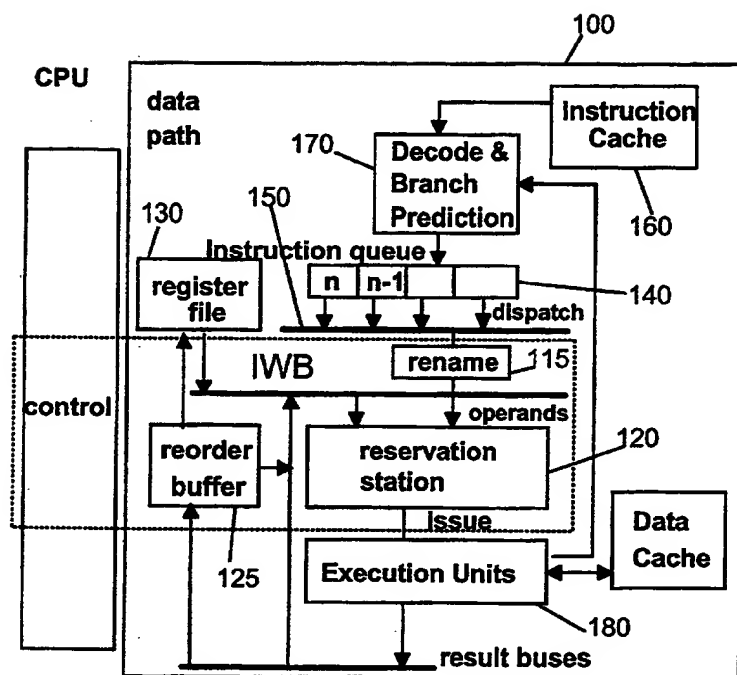 100
CPU
data
path
Instruction
Cache
160
170
Decode &
Branch
Prediction
130
150
Instruction queue
register
file
n
n-1
140
dispatch
IWB
rename
115
control
operands
reorder
buffer
reservation
station
120
Issue
125
Data
Cache
Execution Units
180
result buses